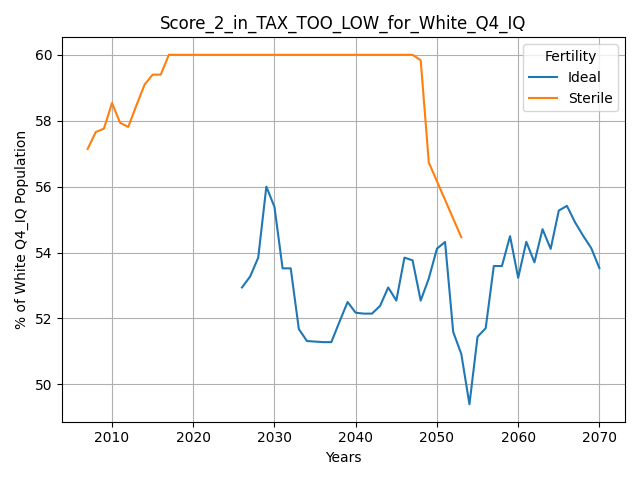 Score_2_in_TAX_TOO_LOW_for_White_Q4_IQ
% of White Q4_IQ Population
60
58
56
54
52
50
Fertility
Ideal
Sterile
2010
2020
2030
2040
2050
2060
2070
Years